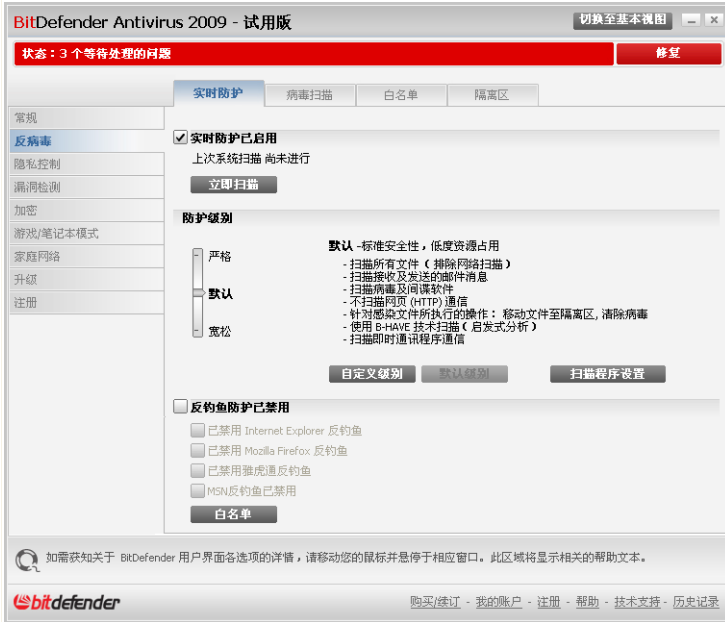 BitDefender Antivirus 2009 - 试用版
切换至基本视图
状态：3 个等待处理的问题
修复
实时防护
病毒扫描
白名单
隔离区
常规
反病毒
隐私控制
漏洞检测
加密
游戏/笔记本模式
家庭网络
升级
注册
实时防护已启用
上次系统扫描 尚未进行
立即扫描
防护级别
严格
默认
宽松
默认 -标准安全性，低度资源占用
- 扫描所有文件（排除网络扫描）
- 扫描接收及发送的邮件消息
- 扫描病毒及间谍软件
- 不扫描网页 (HTTP) 通信
- 针对感染文件所执行的操作： 移动文件至隔离区, 清除病毒
- 使用 B-HAVE 技术扫描（启发式分析）
- 扫描即时通讯程序通信
自定义级别
默认级别
扫描程序设置
反钓鱼防护已禁用
已禁用 Internet Explorer 反钓鱼
已禁用 Mozilla Firefox 反钓鱼
已禁用雅虎通反钓鱼
MSN反钓鱼已禁用
白名单
如需获知关于 BitDefender 用户界面各选项的详情，请移动您的鼠标并悬停于相应窗口。此区域将显示相关的帮助文本。
bitdefender
购买/续订 - 我的账户 - 注册 - 帮助 - 技术支持 - 历史记录